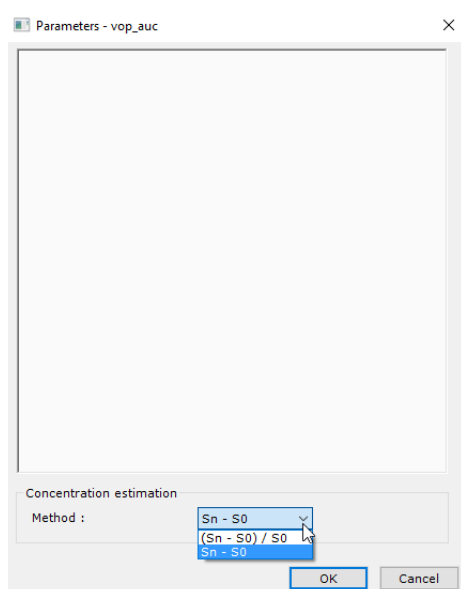 Parameters - vop_auc
Concentration estimation
Method : Sn - S0
(Sn - S0) / S0
Sn - S0
OK Cancel